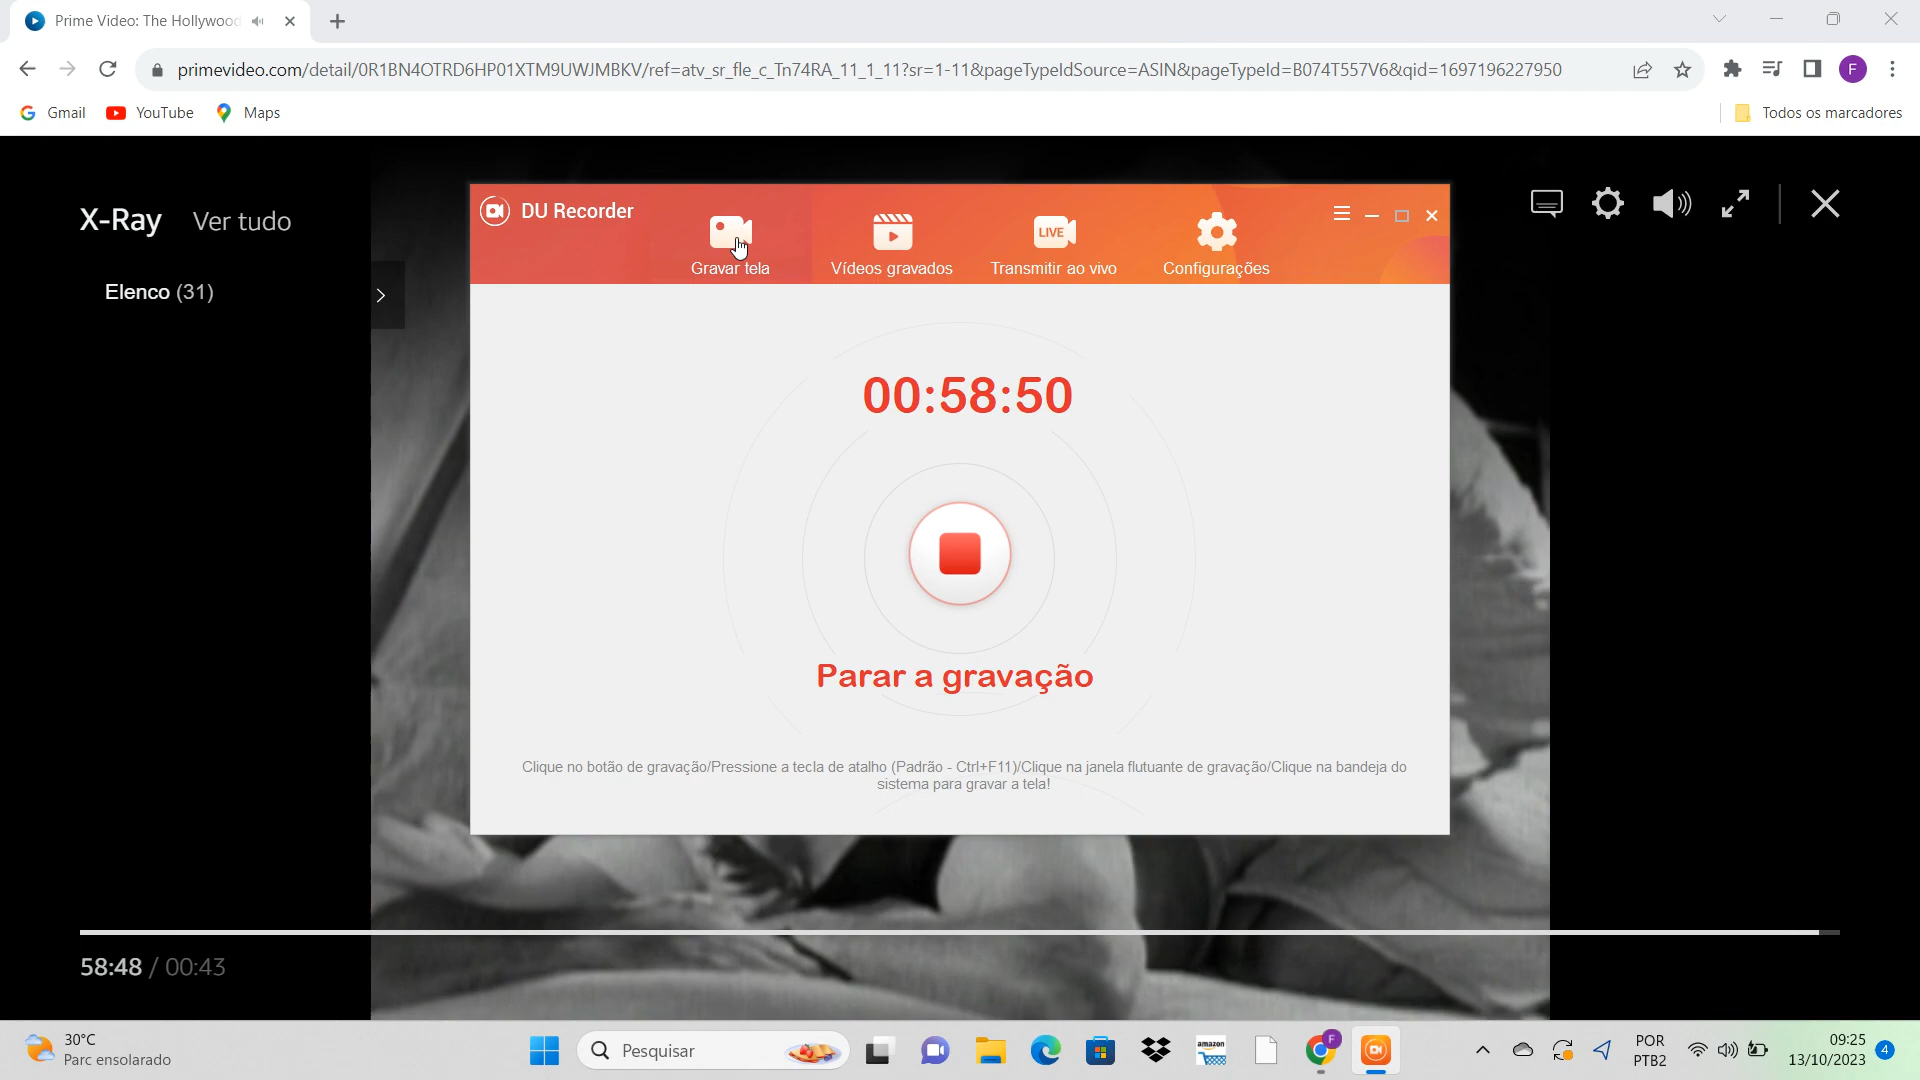 Prime Video: The Hollywood
primevideo.com/detail/0R1BN4OTRD6HP01XTM9UWJMBKV/ref=atv_sr_fle_c_Tn74RA_11_1_11?sr=1-11&pageTypeIdSource=ASIN&pageTypeId=B074T557V6&qid=1697196227950
F
Gmail
YouTube
Maps
Todos os marcadores
X-Ray Ver tudo
Elenco (31)
DU Recorder
LIVE
Gravar tela
Vídeos gravados
Transmitir ao vivo
Configurações
00:58:50
Parar a gravação
Clique no botão de gravação/Pressione a tecla de atalho (Padrão - Ctrl+F11)/Clique na janela flutuante de gravação/Clique na bandeja do
sistema para gravar a tela!
58:48 / 00:43
30°C
Parc ensolarado
Pesquisar
amazon
F
POR
PTB2
09:25
13/10/2023
4